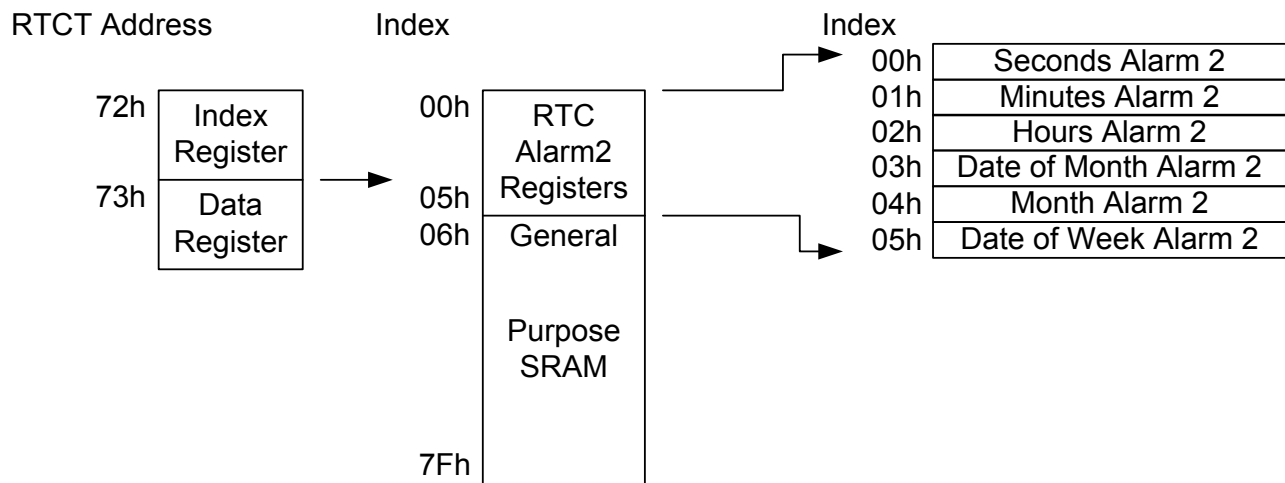 RTCT Address
Index
Index
72h
Index
Register
73h
Data
Register
00h
RTC
Alarm2
Registers
05h
06h
General
Purpose
SRAM
7Fh
00h Seconds Alarm 2
01h Minutes Alarm 2
02h Hours Alarm 2
03h Date of Month Alarm 2
04h Month Alarm 2
05h Date of Week Alarm 2